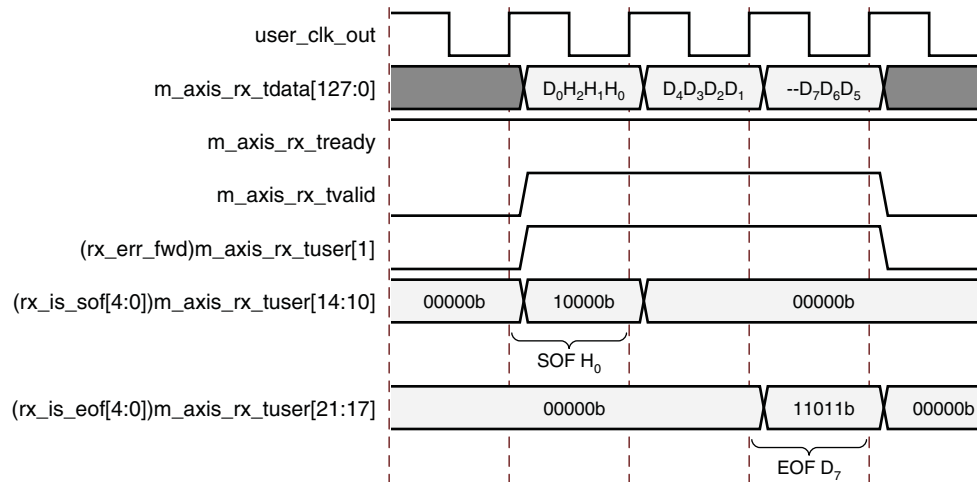 user_clk_out
m_axis_rx_tdata[127:0] D₀H₂H₁H₀ D₄D₃D₂D₁ --D₇D₆D₅
m_axis_rx_tready
m_axis_rx_tvalid
(rx_err_fwd)m_axis_rx_tuser[1]
(rx_is_sof[4:0])m_axis_rx_tuser[14:10] 00000b 10000b 00000b
SOF H₀
(rx_is_eof[4:0])m_axis_rx_tuser[21:17] 00000b 11011b 00000b
EOF D₇